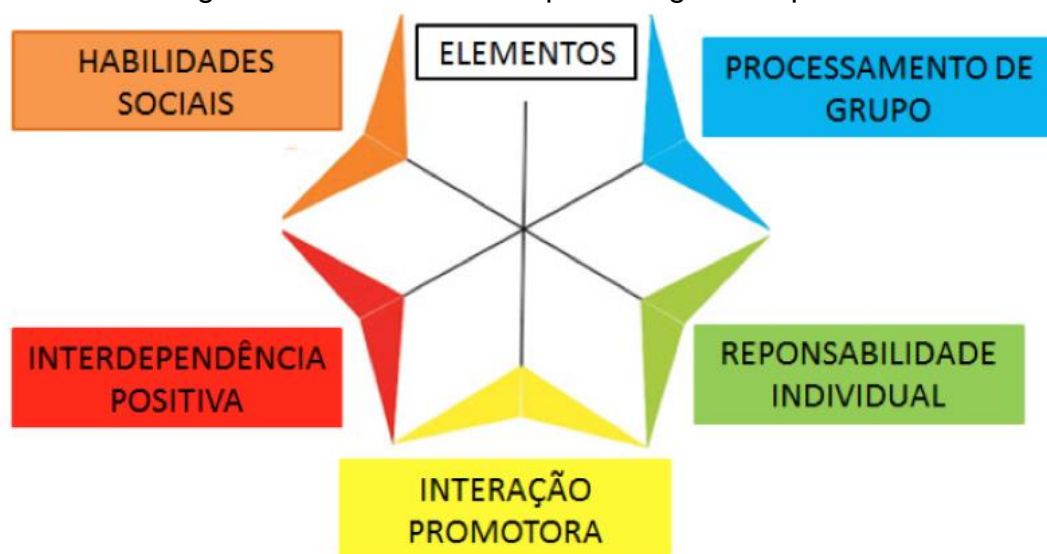 ELEMENTOS
HABILIDADES
SOCIAIS
PROCESSAMENTO DE
GRUPO
INTERDEPENDÊNCIA
POSITIVA
REPONSABILIDADE
INDIVIDUAL
INTERAÇÃO
PROMOTORA